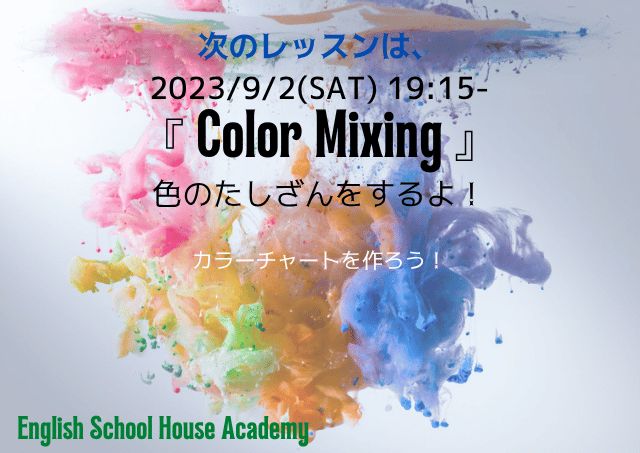 次のレッスンは、
2023/9/2(SAT) 19:15-
『 Color Mixing 』
色のたしざんをするよ！
カラーチャートを作ろう！
English School House Academy